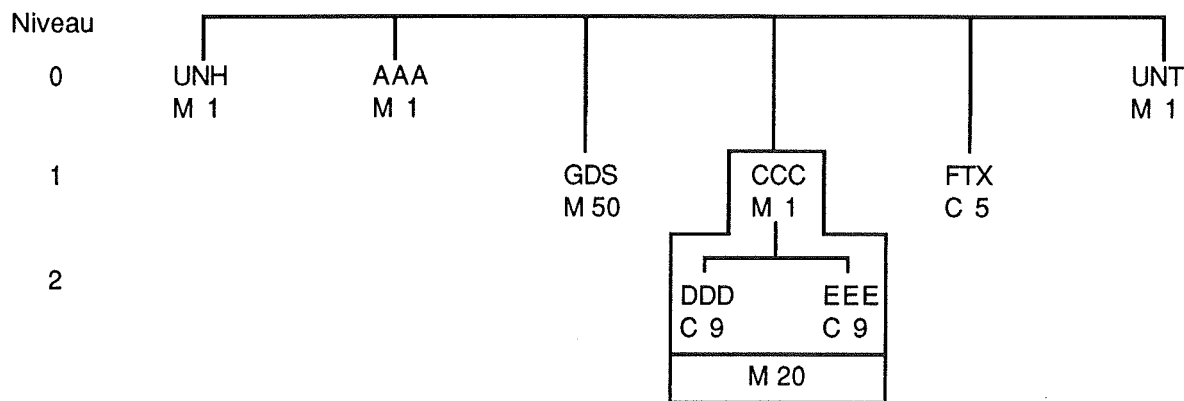 Niveau
0 UNH AAA UNT
M 1 M 1 M 1
1 GDS CCC FTX
M 50 M 1 C 5
2 DDD EEE
C 9 C 9
M 20